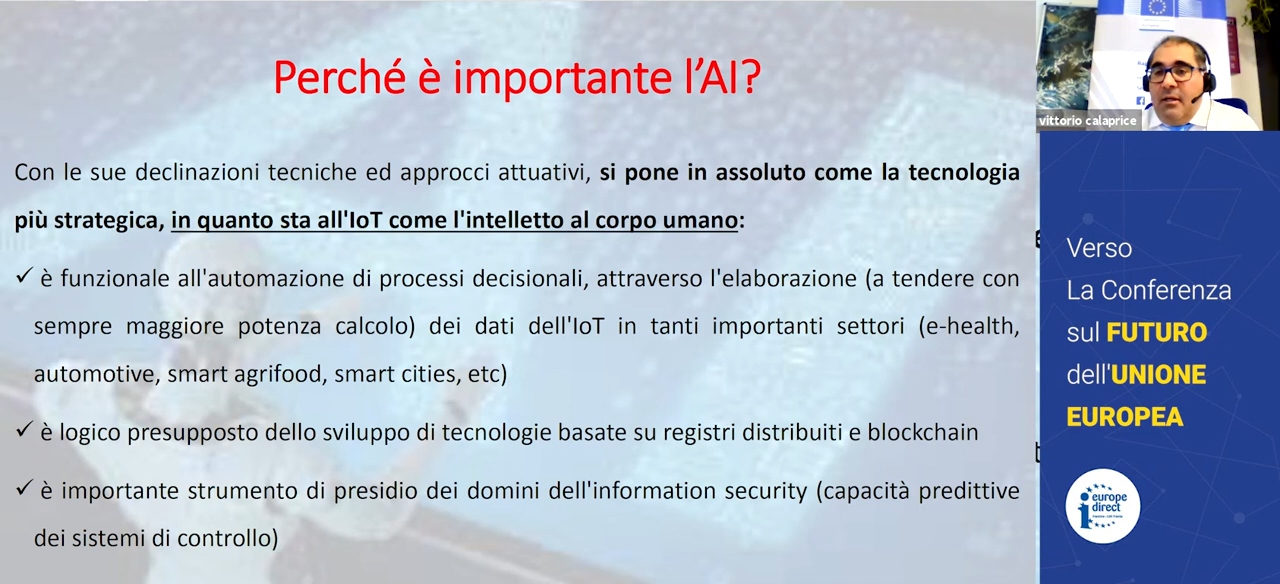 Perché è importante l'AI?
Con le sue declinazioni tecniche ed approcci attuativi, si pone in assoluto come la tecnologia
più strategica, in quanto sta all'IoT come l'intelletto al corpo umano:
✓ è funzionale all'automazione di processi decisionali, attraverso l'elaborazione (a tendere con
sempre maggiore potenza calcolo) dei dati dell'IoT in tanti importanti settori (e-health,
automotive, smart agrifood, smart cities, etc)
✓ è logico presupposto dello sviluppo di tecnologie basate su registri distribuiti e blockchain
✓ è importante strumento di presidio dei domini dell'information security (capacità predittive
dei sistemi di controllo)
vittorio calaprice
Verso
La Conferenza
sul FUTURO
dell'UNIONE
EUROPEA
europe
direct